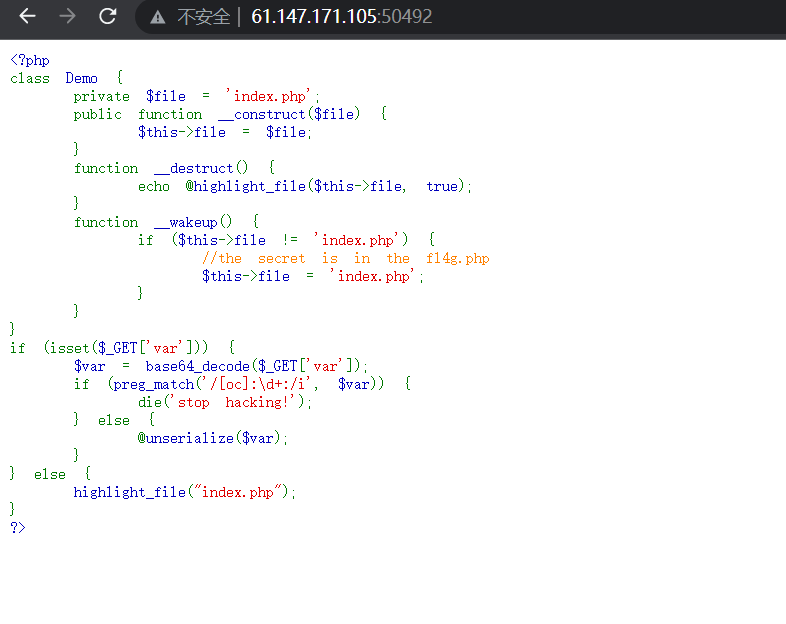 不安全 | 61.147.171.105:50492
<?php
class Demo {
private $file = 'index.php';
public function __construct($file) {
$this->file = $file;
}
function __destruct() {
echo @highlight_file($this->file, true);
}
function __wakeup() {
if ($this->file != 'index.php') {
//the secret is in the fl4g.php
$this->file = 'index.php';
}
}
}
if (isset($_GET['var'])) {
$var = base64_decode($_GET['var']);
if (preg_match('/[oc]:\d+:/i', $var)) {
die('stop hacking!');
} else {
@unserialize($var);
}
} else {
highlight_file("index.php");
}
?>